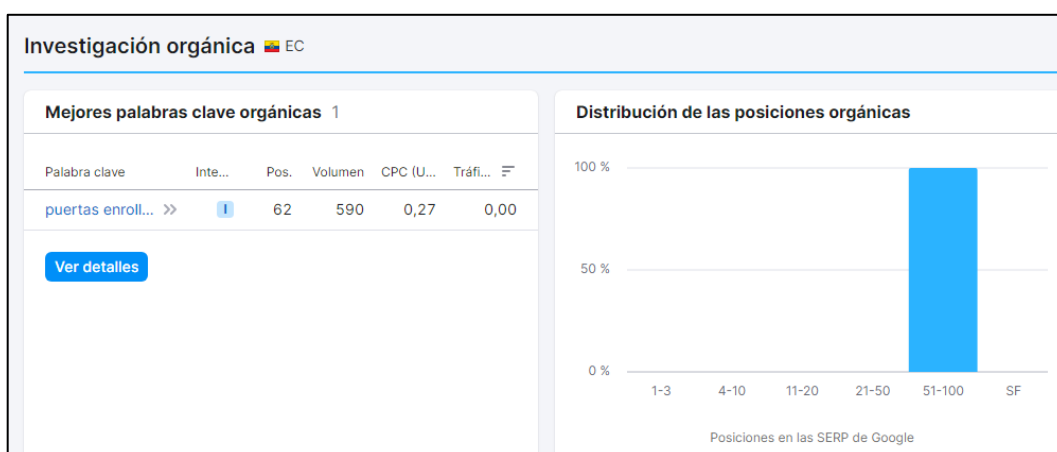 Investigación orgánica EC
Mejores palabras clave orgánicas 1
Palabra clave Inte... Pos. Volumen CPC (U... Tráfi...
puertas enroll... I 62 590 0,27 0,00
Ver detalles
Distribución de las posiciones orgánicas
100 %
50 %
0 %
1-3 4-10 11-20 21-50 51-100 SF
Posiciones en las SERP de Google